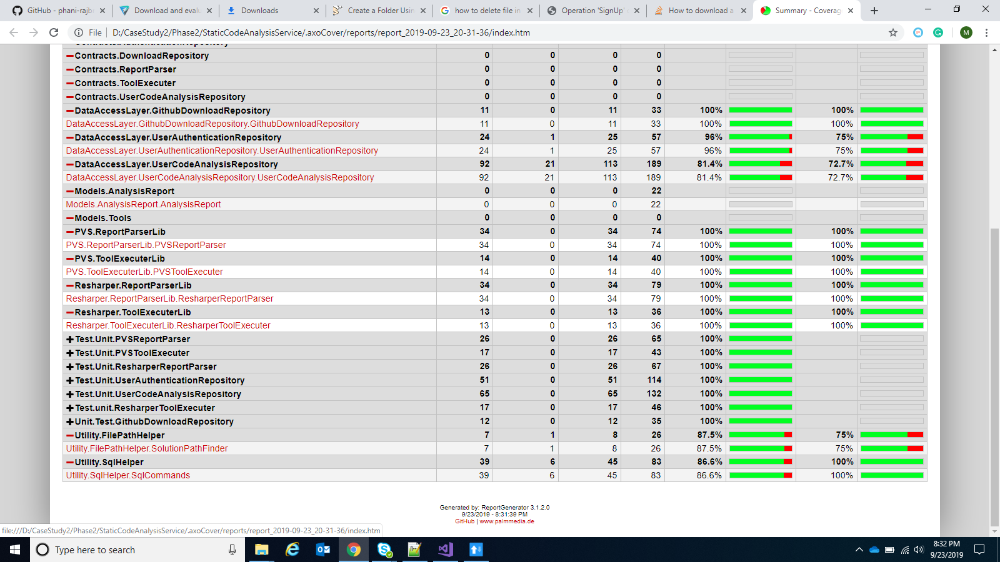 GitHub - phani-rajb
Download and evalu
Downloads
Create a Folder Usin
how to delete file in
Operation 'SignUp'
How to download a
Summary - Coverag
File D:/CaseStudy2/Phase2/StaticCodeAnalysisService/.axoCover/reports/report_2019-09-23_20-31-36/index.htm
M
Contracts.AuthenticationRepository
Contracts.DownloadRepository 0 0 0 0
Contracts.ReportParser 0 0 0 0
Contracts.ToolExecuter 0 0 0 0
Contracts.UserCodeAnalysisRepository 0 0 0 0
DataAccessLayer.GithubDownloadRepository 11 0 11 33 100% 100%
DataAccessLayer.GithubDownloadRepository.GithubDownloadRepository 11 0 11 33 100% 100%
DataAccessLayer.UserAuthenticationRepository 24 1 25 57 96% 75%
DataAccessLayer.UserAuthenticationRepository.UserAuthenticationRepository 24 1 25 57 96% 75%
DataAccessLayer.UserCodeAnalysisRepository 92 21 113 189 81.4% 72.7%
DataAccessLayer.UserCodeAnalysisRepository.UserCodeAnalysisRepository 92 21 113 189 81.4% 72.7%
Models.AnalysisReport 0 0 0 22
Models.AnalysisReport.AnalysisReport 0 0 0 22
Models.Tools 0 0 0 0
PVS.ReportParserLib 34 0 34 74 100% 100%
PVS.ReportParserLib.PVSReportParser 34 0 34 74 100% 100%
PVS.ToolExecuterLib 14 0 14 40 100% 100%
PVS.ToolExecuterLib.PVSToolExecuter 14 0 14 40 100% 100%
Resharper.ReportParserLib 34 0 34 79 100% 100%
Resharper.ReportParserLib.ResharperReportParser 34 0 34 79 100% 100%
Resharper.ToolExecuterLib 13 0 13 36 100% 100%
Resharper.ToolExecuterLib.ResharperToolExecuter 13 0 13 36 100% 100%
Test.Unit.PVSReportParser 26 0 26 65 100%
Test.Unit.PVSToolExecuter 17 0 17 43 100%
Test.Unit.ResharperReportParser 26 0 26 67 100%
Test.Unit.UserAuthenticationRepository 51 0 51 114 100%
Test.Unit.UserCodeAnalysisRepository 65 0 65 132 100%
Test.unit.ResharperToolExecuter 17 0 17 46 100%
Unit.Test.GithubDownloadRepository 12 0 12 35 100%
Utility.FilePathHelper 7 1 8 26 87.5% 75%
Utility.FilePathHelper.SolutionPathFinder 7 1 8 26 87.5% 75%
Utility.SqlHelper 39 6 45 83 86.6% 100%
Utility.SqlHelper.SqlCommands 39 6 45 83 86.6% 100%
Generated by: ReportGenerator 3.1.2.0
9/23/2019 - 8:31:39 PM
GitHub | www.palmmedia.de
file:///D:/CaseStudy2/Phase2/StaticCodeAnalysisService/.axoCover/reports/report_2019-09-23_20-31-36/index.htm
Type here to search
8:32 PM
9/23/2019